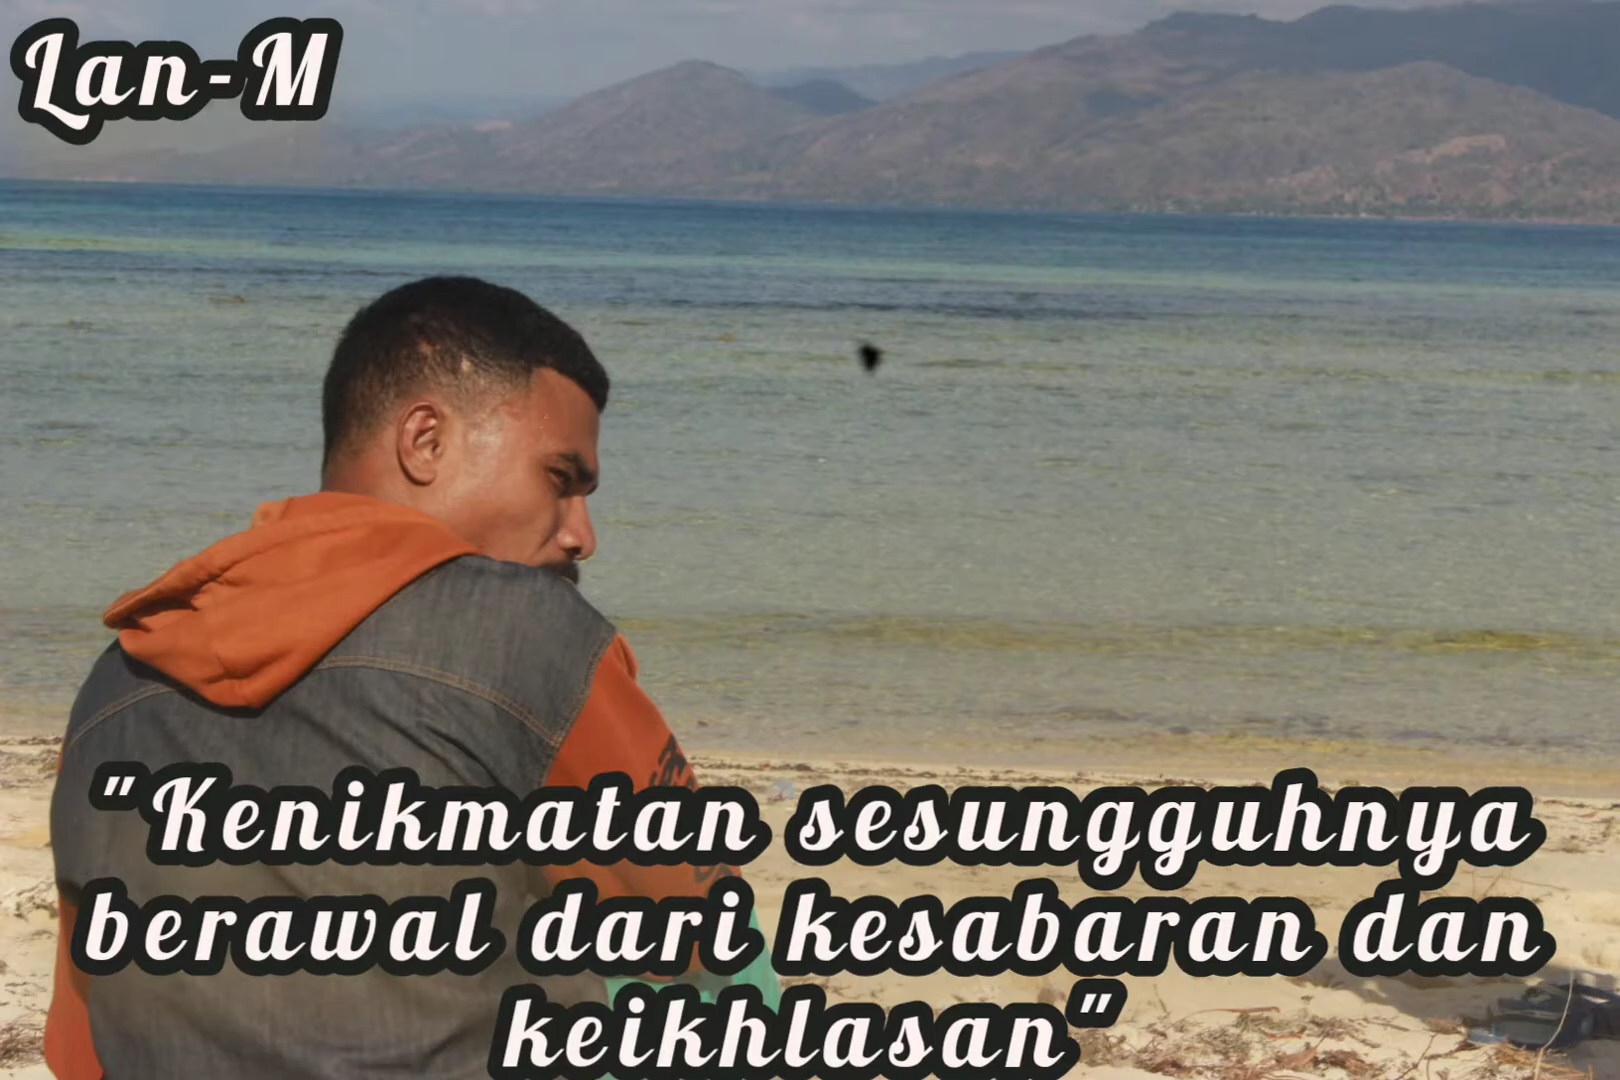 Lan-M
"Kenikmatan sesungguhnya
berawal dari kesabaran dan
keikhlasan"